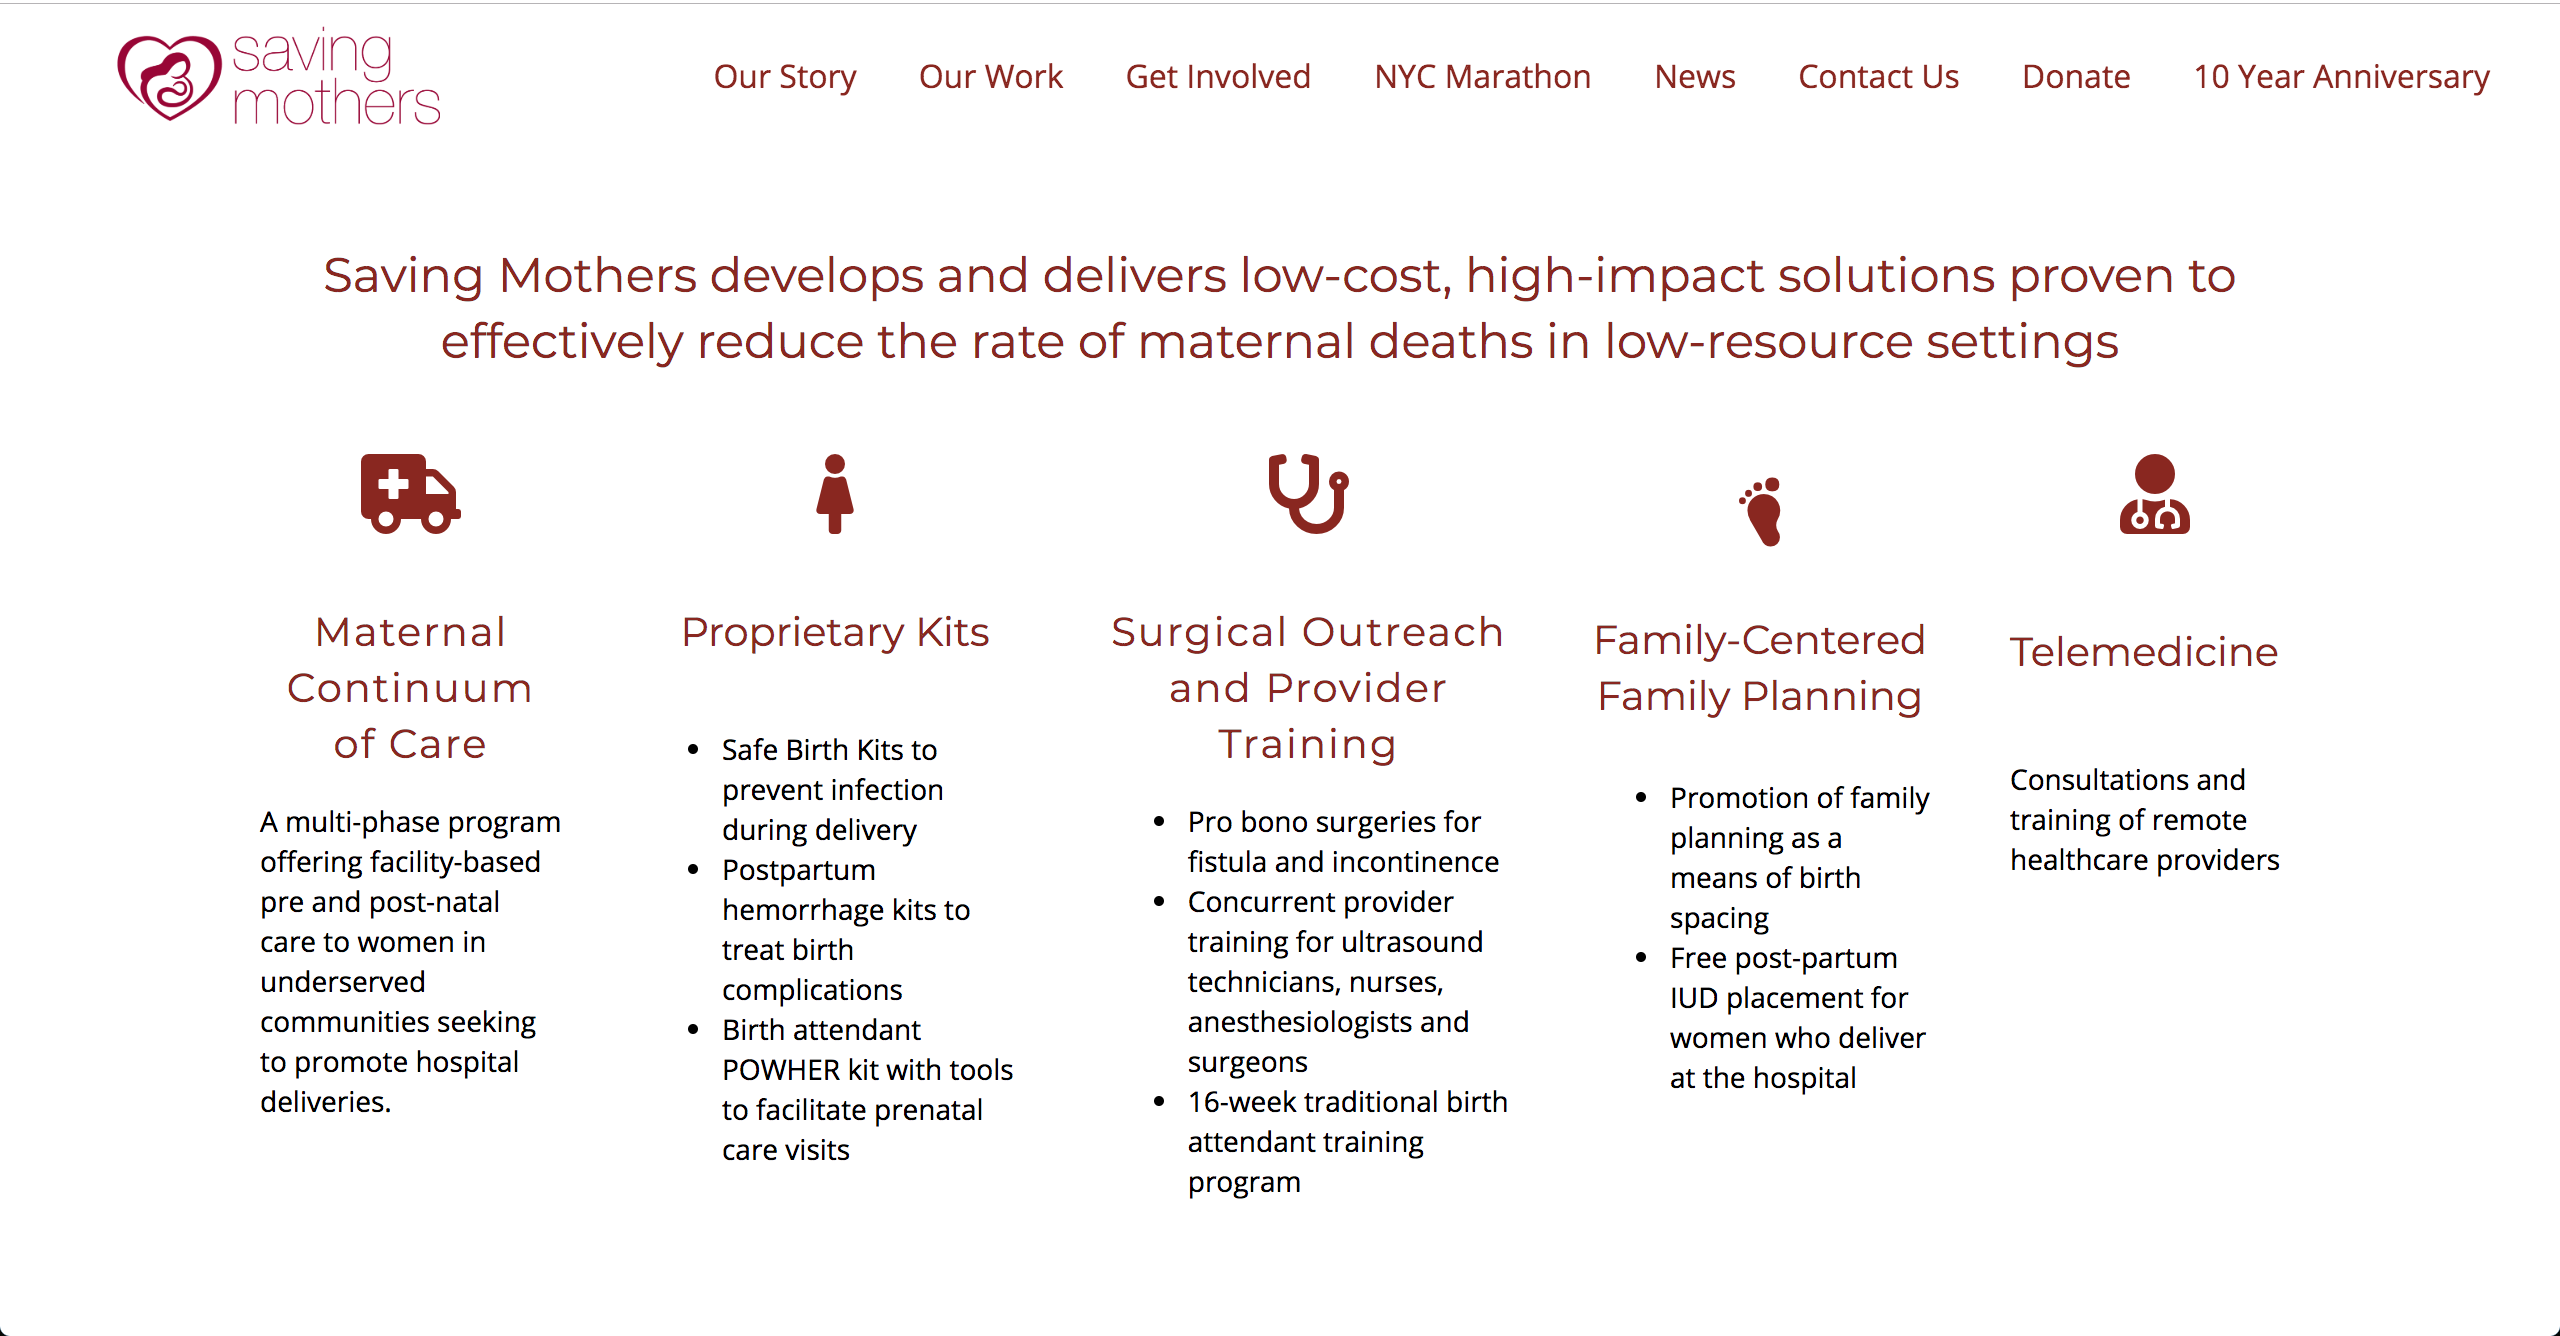 saving
mothers
Our Story
Our Work
Get Involved
NYC Marathon
News
Contact Us
Donate
10 Year Anniversary
Saving Mothers develops and delivers low-cost, high-impact solutions proven to
effectively reduce the rate of maternal deaths in low-resource settings
Maternal
Continuum
of Care
A multi-phase program
offering facility-based
pre and post-natal
care to women in
underserved
communities seeking
to promote hospital
deliveries.
Proprietary Kits
• Safe Birth Kits to
prevent infection
during delivery
• Postpartum
hemorrhage kits to
treat birth
complications
• Birth attendant
POWHER kit with tools
to facilitate prenatal
care visits
Surgical Outreach
and Provider
Training
• Pro bono surgeries for
fistula and incontinence
• Concurrent provider
training for ultrasound
technicians, nurses,
anesthesiologists and
surgeons
• 16-week traditional birth
attendant training
program
Family-Centered
Family Planning
• Promotion of family
planning as a
means of birth
spacing
• Free post-partum
IUD placement for
women who deliver
at the hospital
Telemedicine
Consultations and
training of remote
healthcare providers